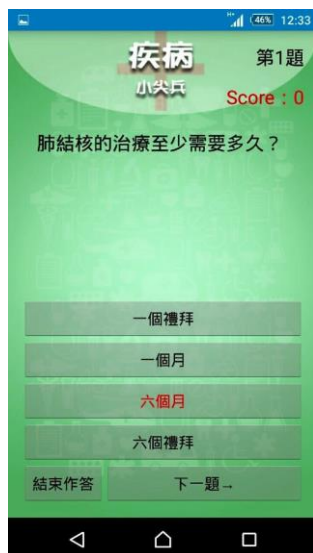 46% 12:33
疾病
小尖兵
第1題
Score : 0
肺結核的治療至少需要多久？
一個禮拜
一個月
六個月
六個禮拜
結束作答
下一題→